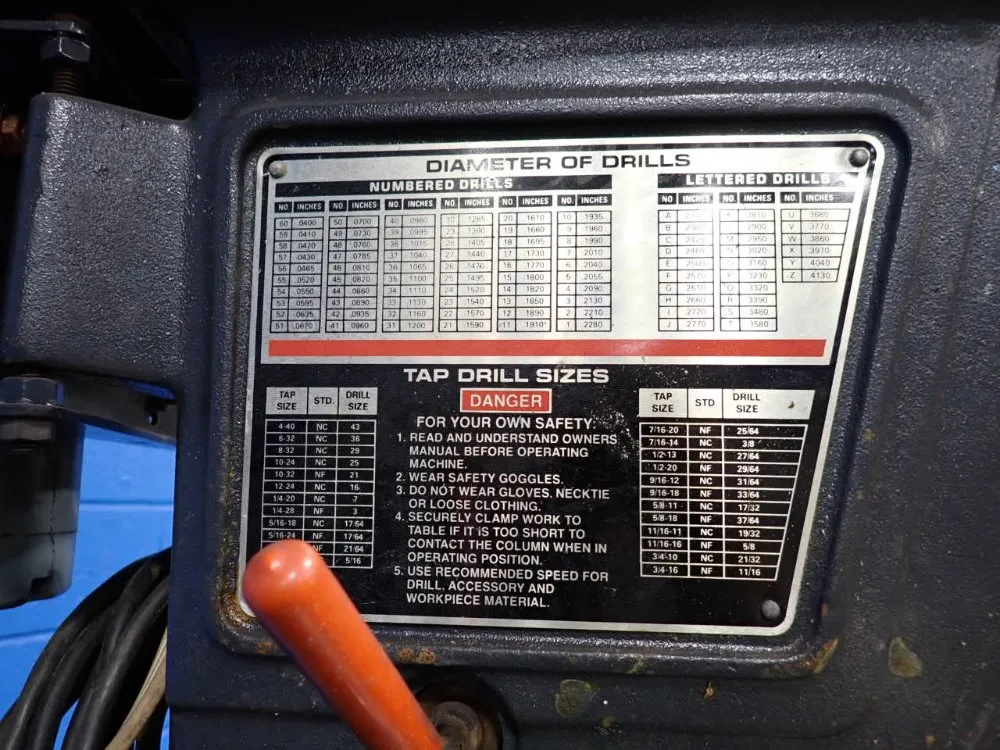 DIAMETER OF DRILLS
NUMBERED DRILLS LETTERED DRILLS
NO. INCHES NO. INCHES NO. INCHES NO. INCHES NO. INCHES NO. INCHES NO. INCHES NO. INCHES NO. INCHES
60 .0400 50 .0700 40 .0980 30 .1285 20 .1610 10 .1935 A U .3680
59 .0410 49 .0730 39 .0995 29 .1360 19 .1660 9 .1960 B .2900 V .3770
58 .0420 48 .0760 38 .1015 28 .1405 18 .1695 8 .1990 C .2420 M .2950 W .3860
57 .0430 47 .0785 37 .1040 1440 17 .1730 7 .2010 D .2460 .3020 X .3970
56 .0465 46 .0810 36 .1065 26 .1470 16 .1770 6 .2040 E .2500 .3160 Y .4040
55 .0520 45 .0820 35 .1100 25 .1495 15 .1800 5 .2055 F .2570 P .3230 Z .4130
54 .0550 44 .0860 34 .1110 24 .1520 14 .1820 4 .2090 G .2610 Q .3320
53 .0595 43 .0890 33 .1130 23 .1540 13 .1850 3 .2130 H .2660 R .3390
52 .0635 42 .0935 32 .1160 22 .1570 12 .1890 2 .2210 I .2720 S .3480
51 .0670 41 .0960 31 .1200 21 .1590 11 .1910 1 .2280 J .2770 T .3580
TAP DRILL SIZES
TAP SIZE STD. DRILL SIZE
4-40 NC 43
6-32 NC 36
8-32 NC 29
10-24 NC 25
10-32 NF 21
12-24 NC 16
1/4-20 NC 7
1/4-28 NF 3
5/16-18 NC 17/64
5/16-24 NF 17/64
NF 21/64
5/16
DANGER
FOR YOUR OWN SAFETY:
1. READ AND UNDERSTAND OWNERS
MANUAL BEFORE OPERATING
MACHINE.
2. WEAR SAFETY GOGGLES.
3. DO NOT WEAR GLOVES. NECKTIE
OR LOOSE CLOTHING.
4. SECURELY CLAMP WORK TO
TABLE IF IT IS TOO SHORT TO
CONTACT THE COLUMN WHEN IN
OPERATING POSITION.
5. USE RECOMMENDED SPEED FOR
DRILL, ACCESSORY AND
WORKPIECE MATERIAL.
TAP SIZE STD. DRILL SIZE
7/16-20 NF 25/64
7/16-14 NC 3/8
1/2-13 NC 27/64
1/2-20 NF 29/64
9/16-12 NC 31/64
9/16-18 NF 33/64
5/8-11 NC 17/32
5/8-18 NF 37/64
11/16-11 NC 19/32
11/16-16 NF 5/8
3/4-10 NC 21/32
3/4-16 NF 11/16